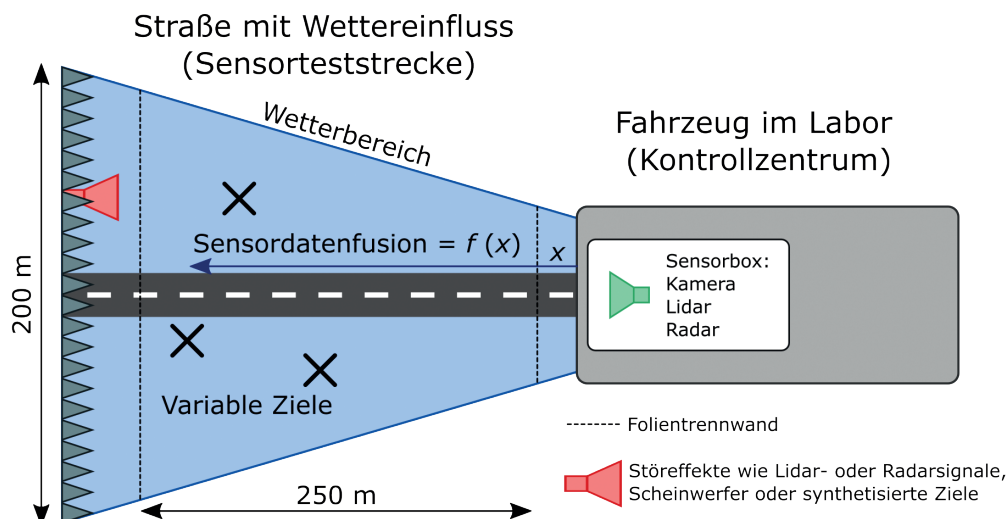 Straße mit Wettereinfluss
(Sensorteststrecke)
Wetterbereich
Fahrzeug im Labor
(Kontrollzentrum)
200 m
Sensordatenfusion = f (x)
x
Sensorbox:
Kamera
Lidar
Radar
Variable Ziele
250 m
Folientrennwand
Störeffekte wie Lidar- oder Radarsignale,
Scheinwerfer oder synthetisierte Ziele